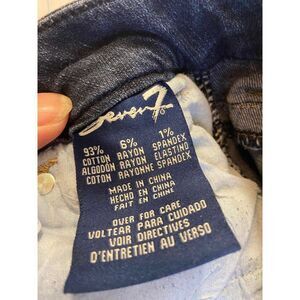 Seven7
93% 6% 1%
COTTON RAYON SPANDEX
ALGODÓN RAYON ELASTINO
COTON RAYONNE SPANDEX
MADE IN CHINA
HECHO EN CHINA
FAIT EN CHINE
OVER FOR CARE
VOLTEAR PARA CUIDADO
VOIR DIRECTIVES
D'ENTRETIEN AU VERSO